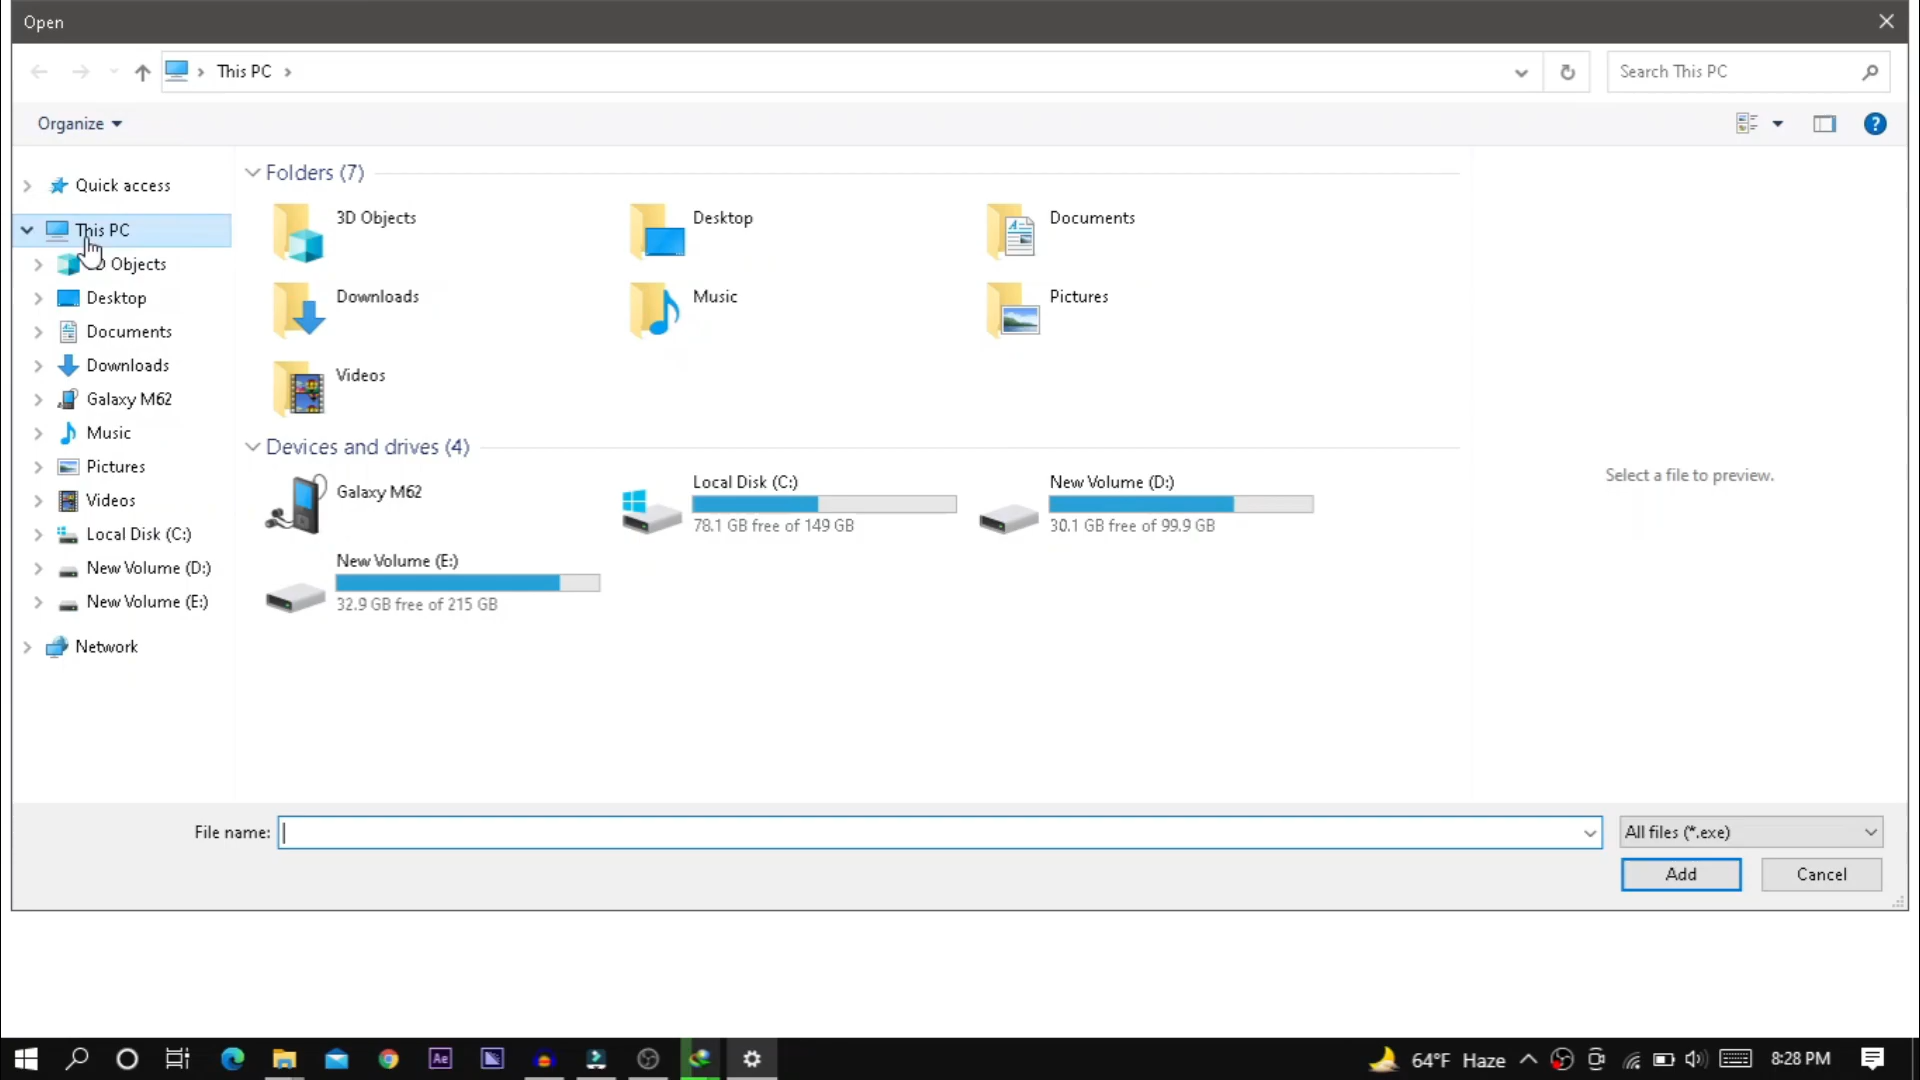 Open
This PC
Search This PC
Organize
Quick access
This PC
Objects
Desktop
Documents
Downloads
Galaxy M62
Music
Pictures
Videos
Local Disk (C:)
New Volume (D:)
New Volume (E:)
Network
Folders (7)
3D Objects
Desktop
Documents
Downloads
Music
Pictures
Videos
Devices and drives (4)
Galaxy M62
Local Disk (C:)
78.1 GB free of 149 GB
New Volume (D:)
30.1 GB free of 99.9 GB
New Volume (E:)
32.9 GB free of 215 GB
Select a file to preview.
File name:
All files (*.exe)
Add
Cancel
Ae
64°F Haze
8:28 PM